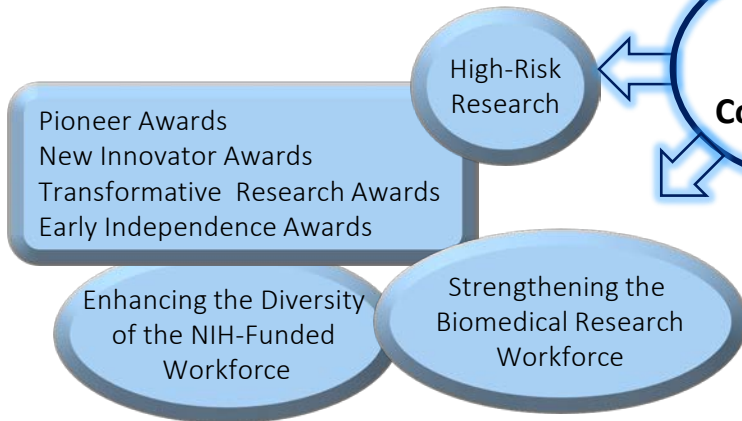 High-Risk
Research
Co
Pioneer Awards
New Innovator Awards
Transformative Research Awards
Early Independence Awards
Enhancing the Diversity
of the NIH-Funded
Workforce
Strengthening the
Biomedical Research
Workforce